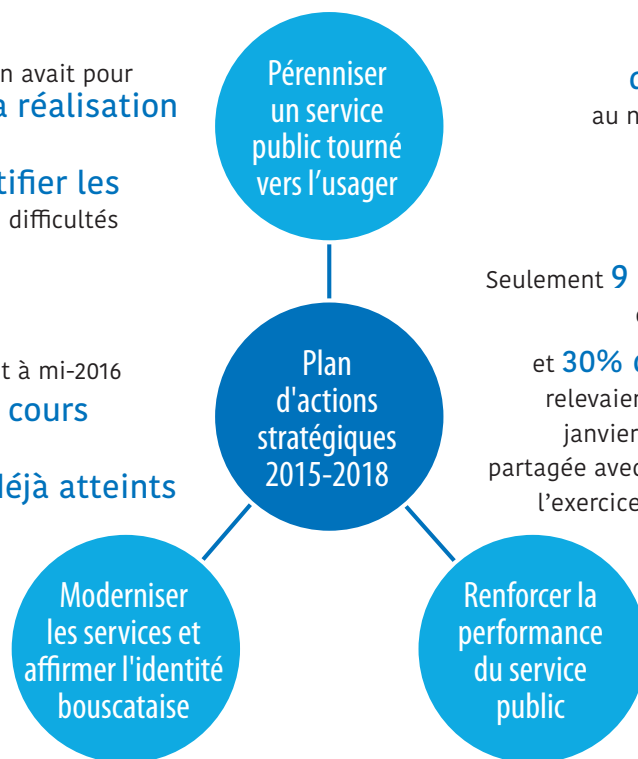 n avait pour
a réalisation
tifier les
difficultés
t à mi-2016
cours
déjà atteints
Pérenniser
un service
public tourné
vers l'usager
Plan
d'actions
stratégiques
2015-2018
Moderniser
les services et
affirmer l'identité
bouscataise
Renforcer la
performance
du service
public
au
Seulement 9
et 30%
relevaien
janvier
partagée avec
l'exercice